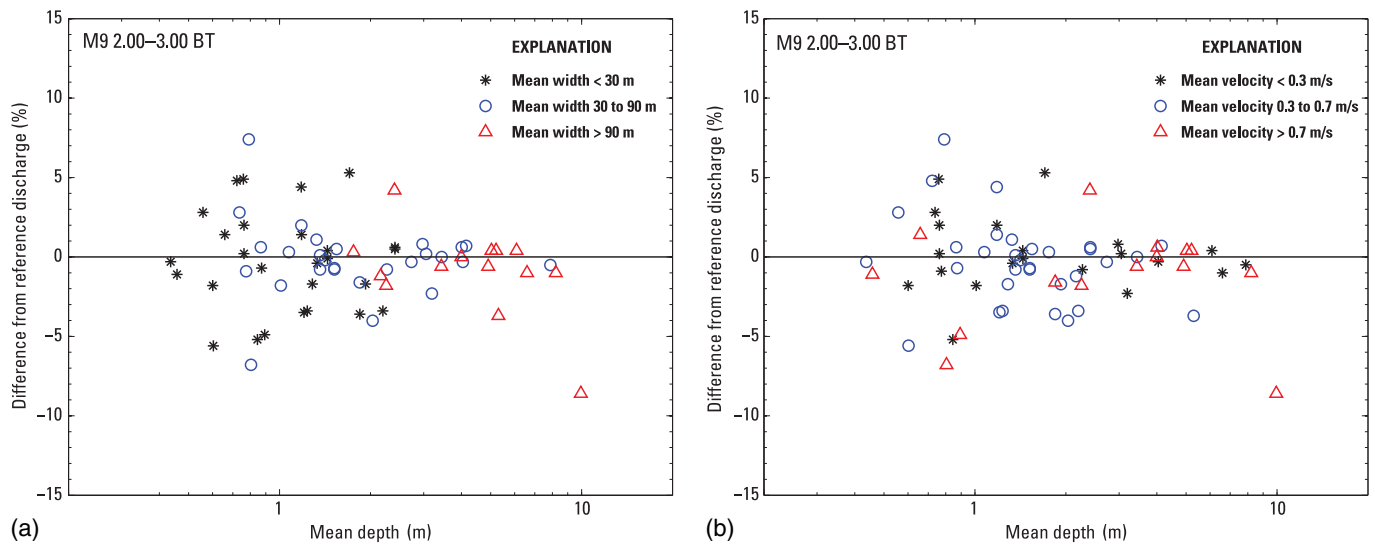 M9 2.00–3.00 BT
EXPLANATION
Mean width < 30 m
Mean width 30 to 90 m
Mean width > 90 m
15
10
5
0
−5
−10
−15
Difference from reference discharge (%)
1
10
Mean depth (m)
(a)
M9 2.00–3.00 BT
EXPLANATION
Mean velocity < 0.3 m/s
Mean velocity 0.3 to 0.7 m/s
Mean velocity > 0.7 m/s
15
10
5
0
−5
−10
−15
Difference from reference discharge (%)
1
10
Mean depth (m)
(b)